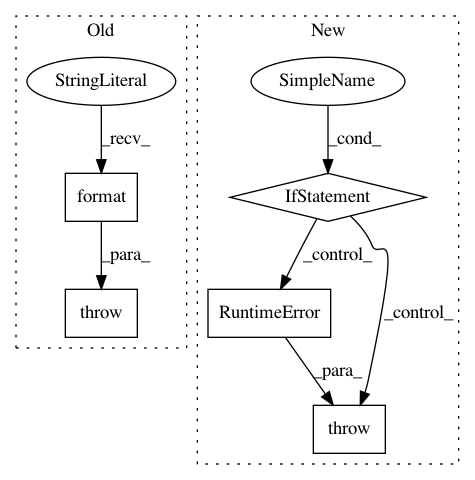 Old
New
StringLiteral
SimpleName
_recv_
_cond_
format
IfStatement
_para_
_control_
throw
RuntimeError
_control_
_para_
throw